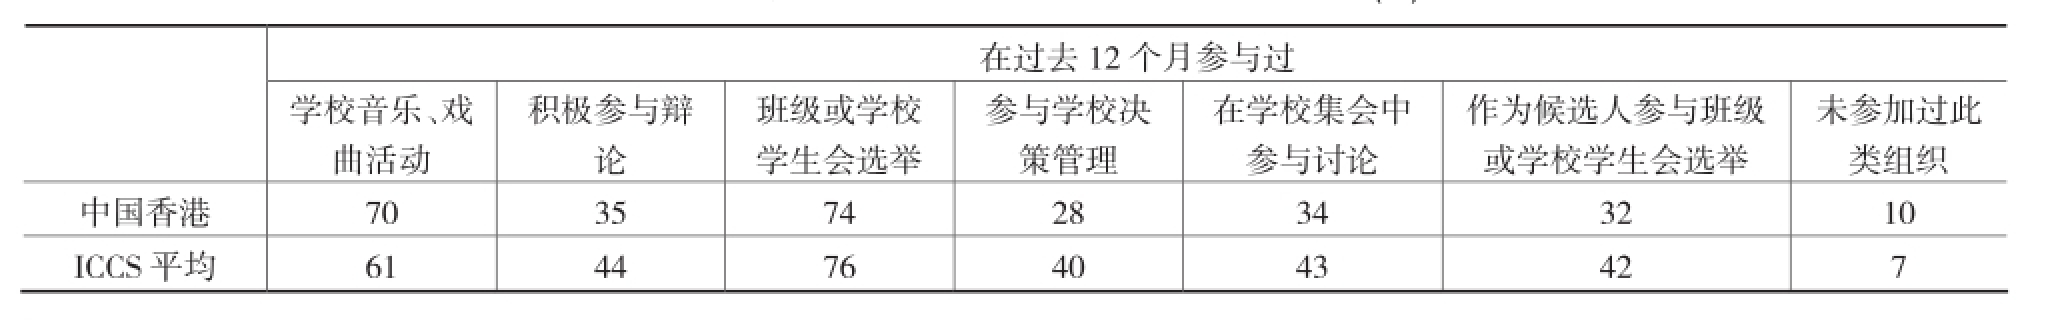 在过去 12 个月参与过
学校音乐、戏曲活动 积极参与辩论 班级或学校学生会选举 参与学校决策管理 在学校集会中参与讨论 作为候选人参与班级或学校学生会选举 未参加过此类组织
中国香港 70 35 74 28 34 32 10
ICCS 平均 61 44 76 40 43 42 7